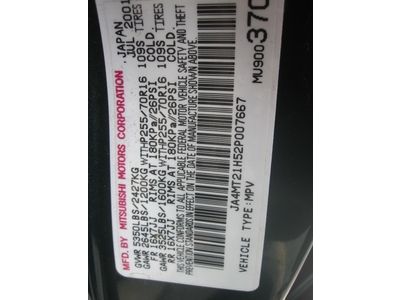 MFD. BY MITSUBISHI MOTORS CORPORATION JAPAN
GVWR 5350LBS/2427KG JUL 2001
GAWR 2645LBS/1200KG WITH P255/70R16 109S TIRES
FR 16X7JJ RIMS AT 180KPa/26PSI COLD.
GAWR 3525LBS/1600KG WITH P255/70R16 109S TIRES
RR 16X7JJ RIMS AT 180KPa/26PSI COLD.
THIS VEHICLE CONFORMS TO ALL
APPLICABLE FEDERAL MOTOR VEHICLE SAFETY AND THEFT
PREVENTION STANDARDS IN EFFECT ON
THE DATE OF MANUFACTURE SHOWN ABOVE.
JA4MT21H52P007667 MU900370
VEHICLE TYPE: MPV